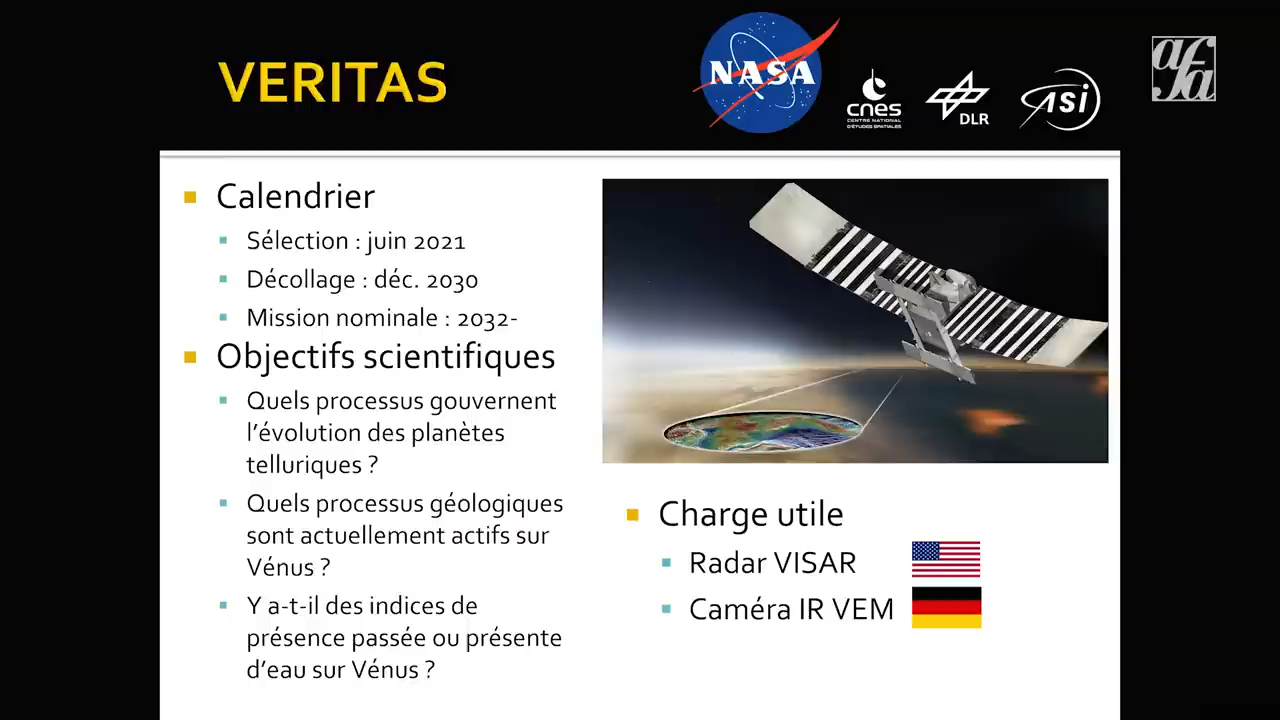 VERITAS
NASA
cnes
CENTRE NATIONAL
D'ÉTUDES SPATIALES
DLR
asi
afa
Calendrier
Sélection : juin 2021
Décollage : déc. 2030
Mission nominale : 2032-
Objectifs scientifiques
Quels processus gouvernent
l'évolution des planètes
telluriques ?
Quels processus géologiques
sont actuellement actifs sur
Vénus ?
Y a-t-il des indices de
présence passée ou présente
d'eau sur Vénus ?
Charge utile
Radar VISAR
Caméra IR VEM